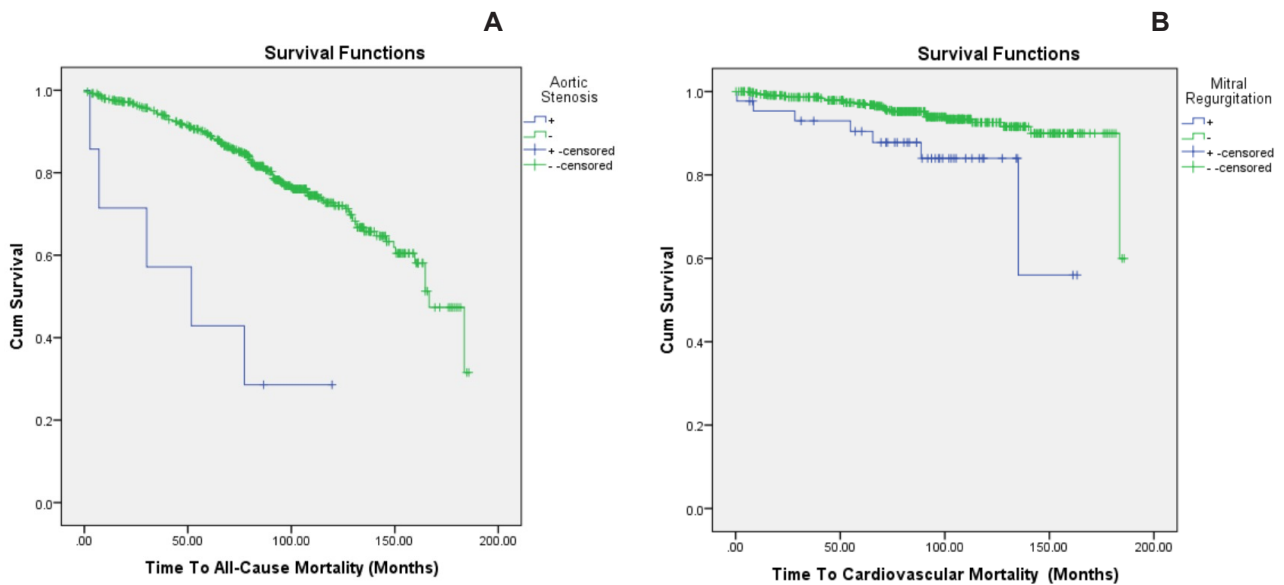 A
Survival Functions
Aortic
Stenosis
+
-
+ -censored
- -censored
Cum Survival
1.0
0.8
0.6
0.4
0.2
0.0
.00 50.00 100.00 150.00 200.00
Time To All-Cause Mortality (Months)
B
Survival Functions
Mitral
Regurgitation
+
-
+ -censored
- -censored
Cum Survival
1.0
0.8
0.6
0.4
0.2
0.0
.00 50.00 100.00 150.00 200.00
Time To Cardiovascular Mortality (Months)